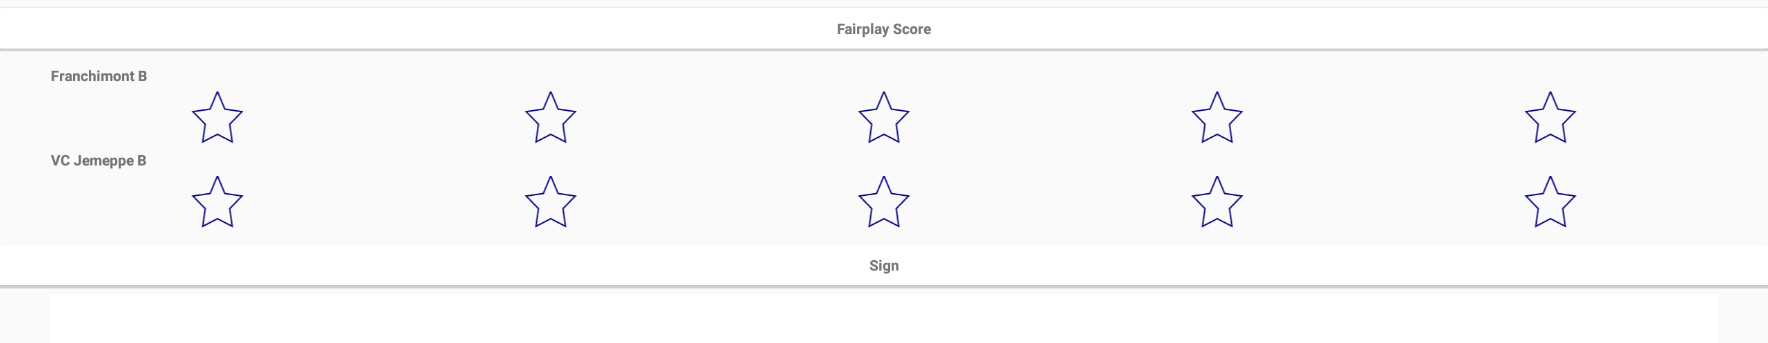 Fairplay Score
Franchimont B
VC Jemeppe B
Sign